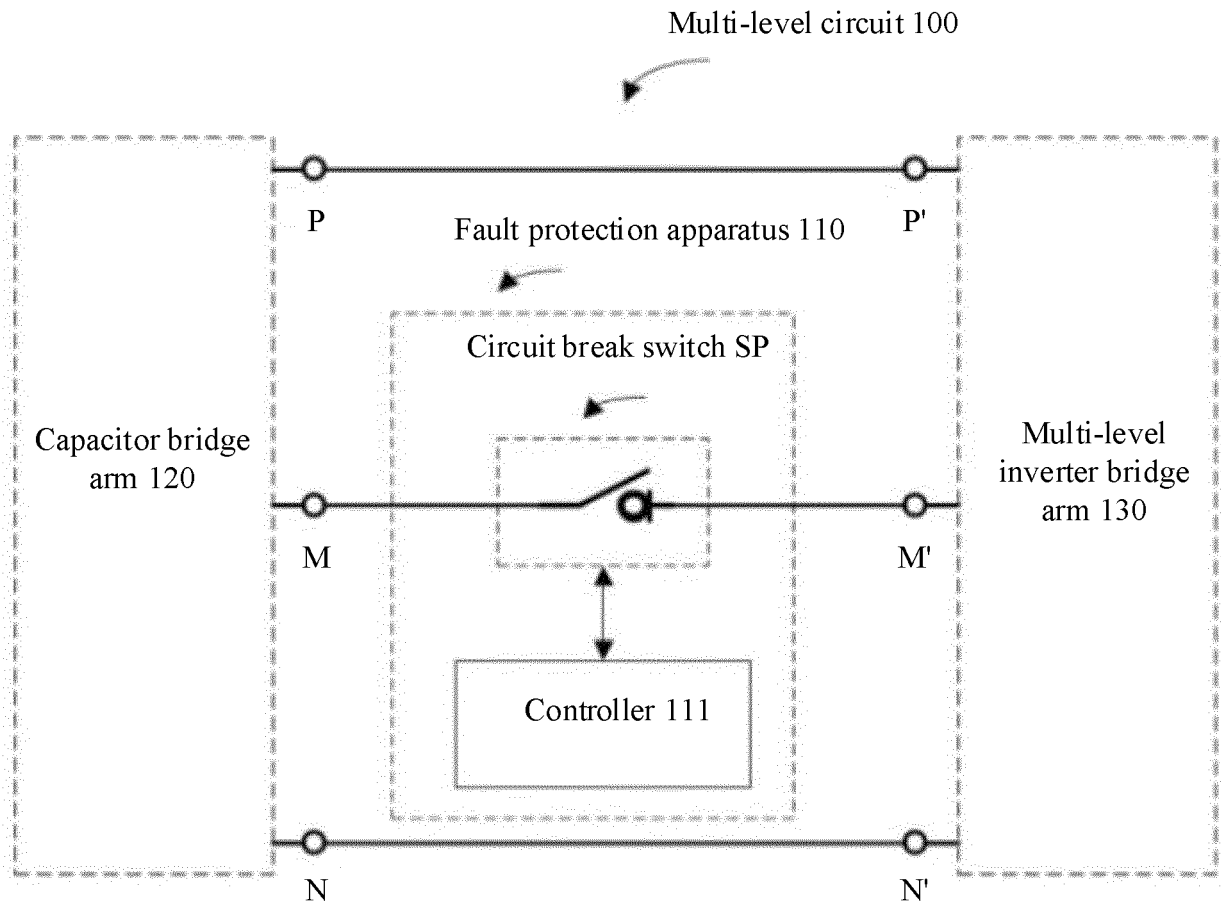 Multi-level circuit 100
P
P'
Fault protection apparatus 110
Circuit break switch SP
Capacitor bridge
arm 120
Multi-level
inverter bridge
arm 130
M
M'
Controller 111
N
N'